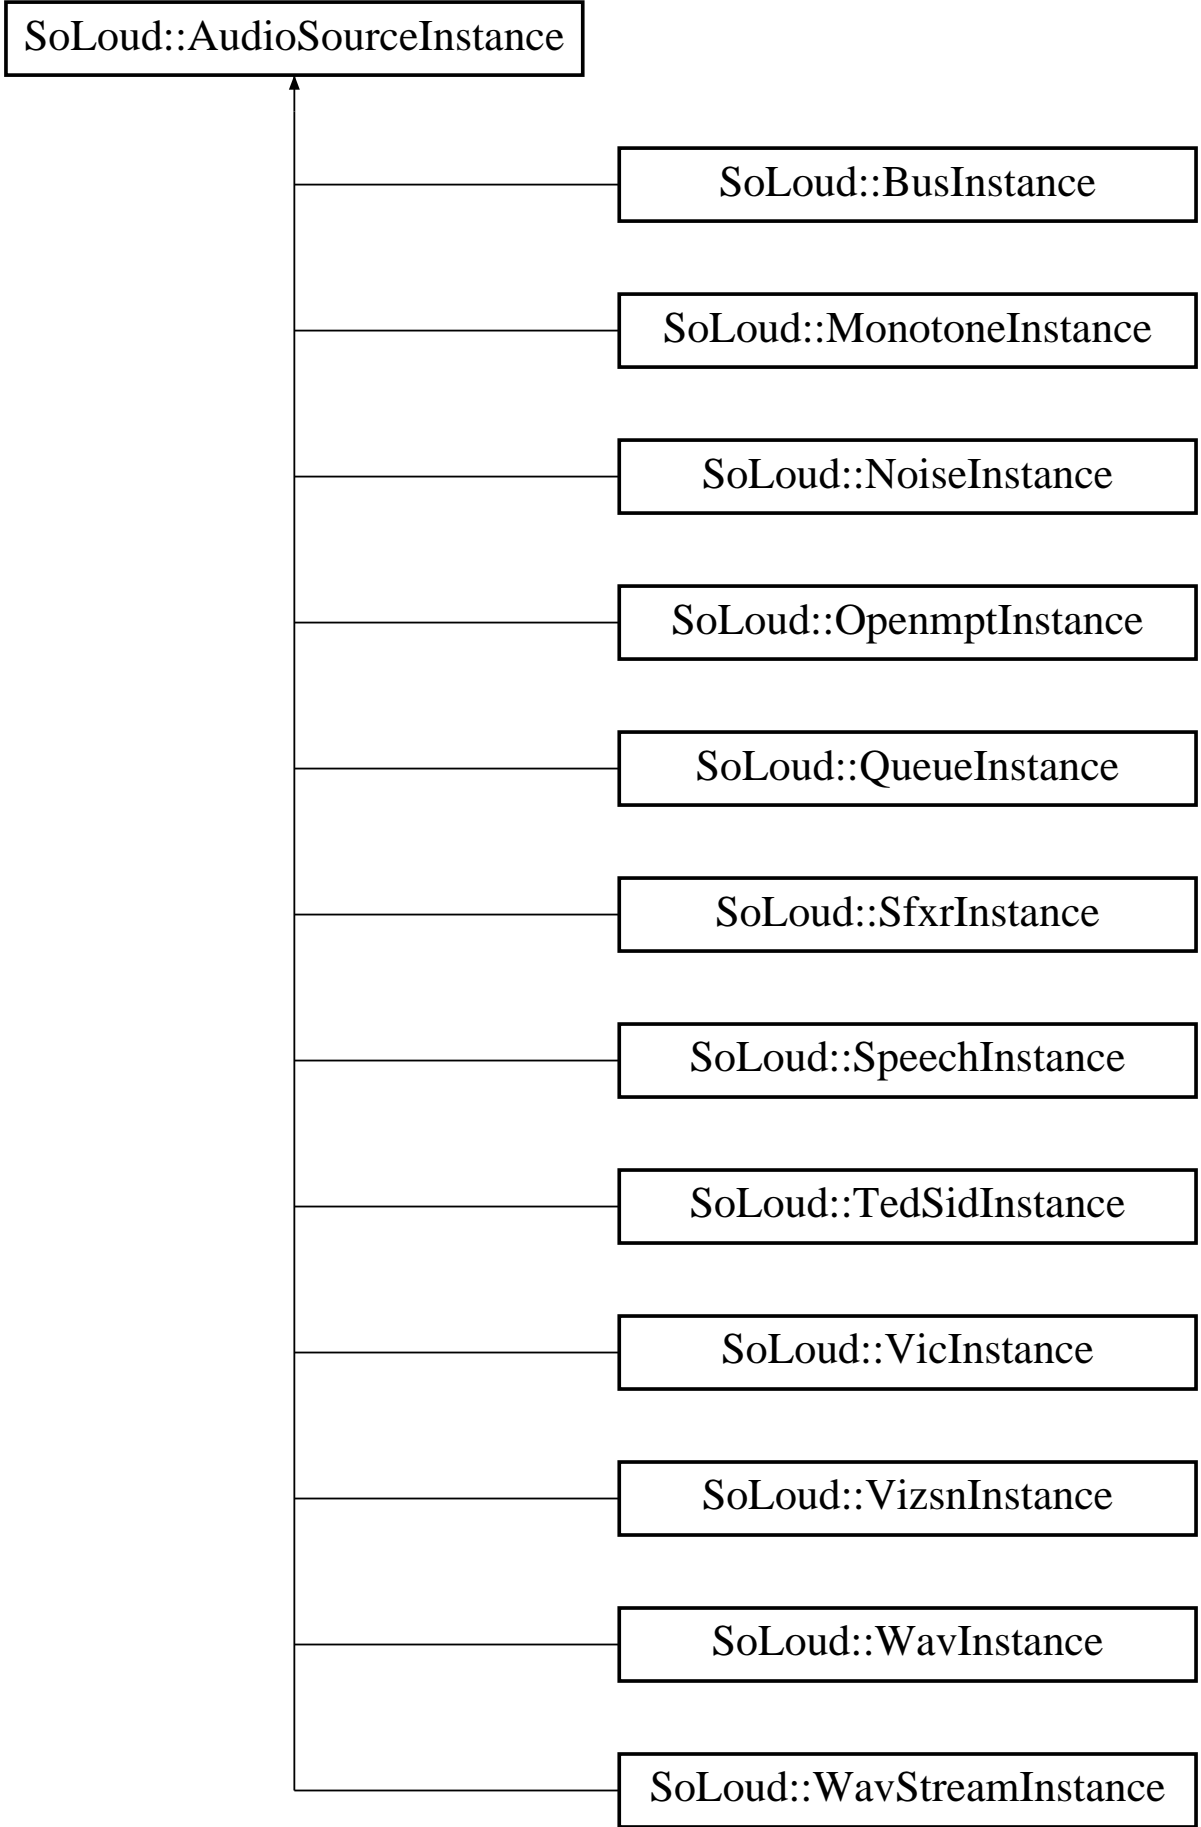 SoLoud::AudioSourceInstance
SoLoud::BusInstance
SoLoud::MonotoneInstance
SoLoud::NoiseInstance
SoLoud::OpenmptInstance
SoLoud::QueueInstance
SoLoud::SfxrInstance
SoLoud::SpeechInstance
SoLoud::TedSidInstance
SoLoud::VicInstance
SoLoud::VizsnInstance
SoLoud::WavInstance
SoLoud::WavStreamInstance